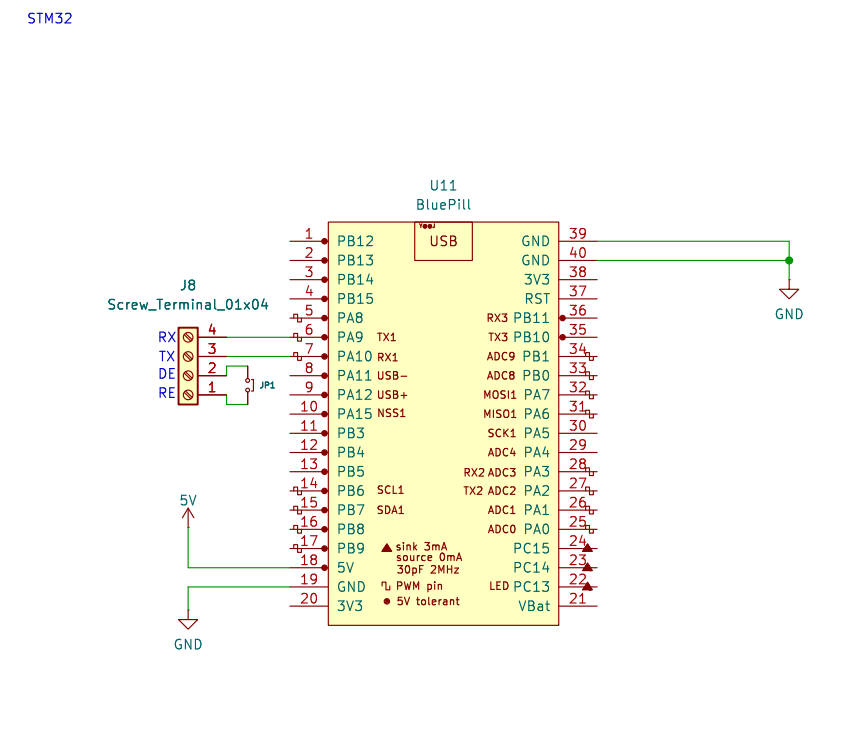 STM32
U11
BluePill
USB
1 PB12
2 PB13
3 PB14
4 PB15
5 PA8
6 PA9 TX1
7 PA10 RX1
8 PA11 USB-
9 PA12 USB+
10 PA15 NSS1
11 PB3
12 PB4
13 PB5
14 PB6 SCL1
15 PB7 SDA1
16 PB8
17 PB9
18 5V
19 GND
20 3V3
GND 39
GND 40
3V3 38
RST 37
RX3 PB11 36
TX3 PB10 35
ADC9 PB1 34
ADC8 PB0 33
MOSI1 PA7 32
MISO1 PA6 31
SCK1 PA5 30
ADC4 PA4 29
RX2 ADC3 PA3 28
TX2 ADC2 PA2 27
ADC1 PA1 26
ADC0 PA0 25
PC15 24
PC14 23
LED PC13 22
VBat 21
sink 3mA
source 0mA
30pF 2MHz
PWM pin
5V tolerant
J8
Screw_Terminal_01x04
RX 4
TX 3
DE 2
RE 1
JP1
5V
GND
GND